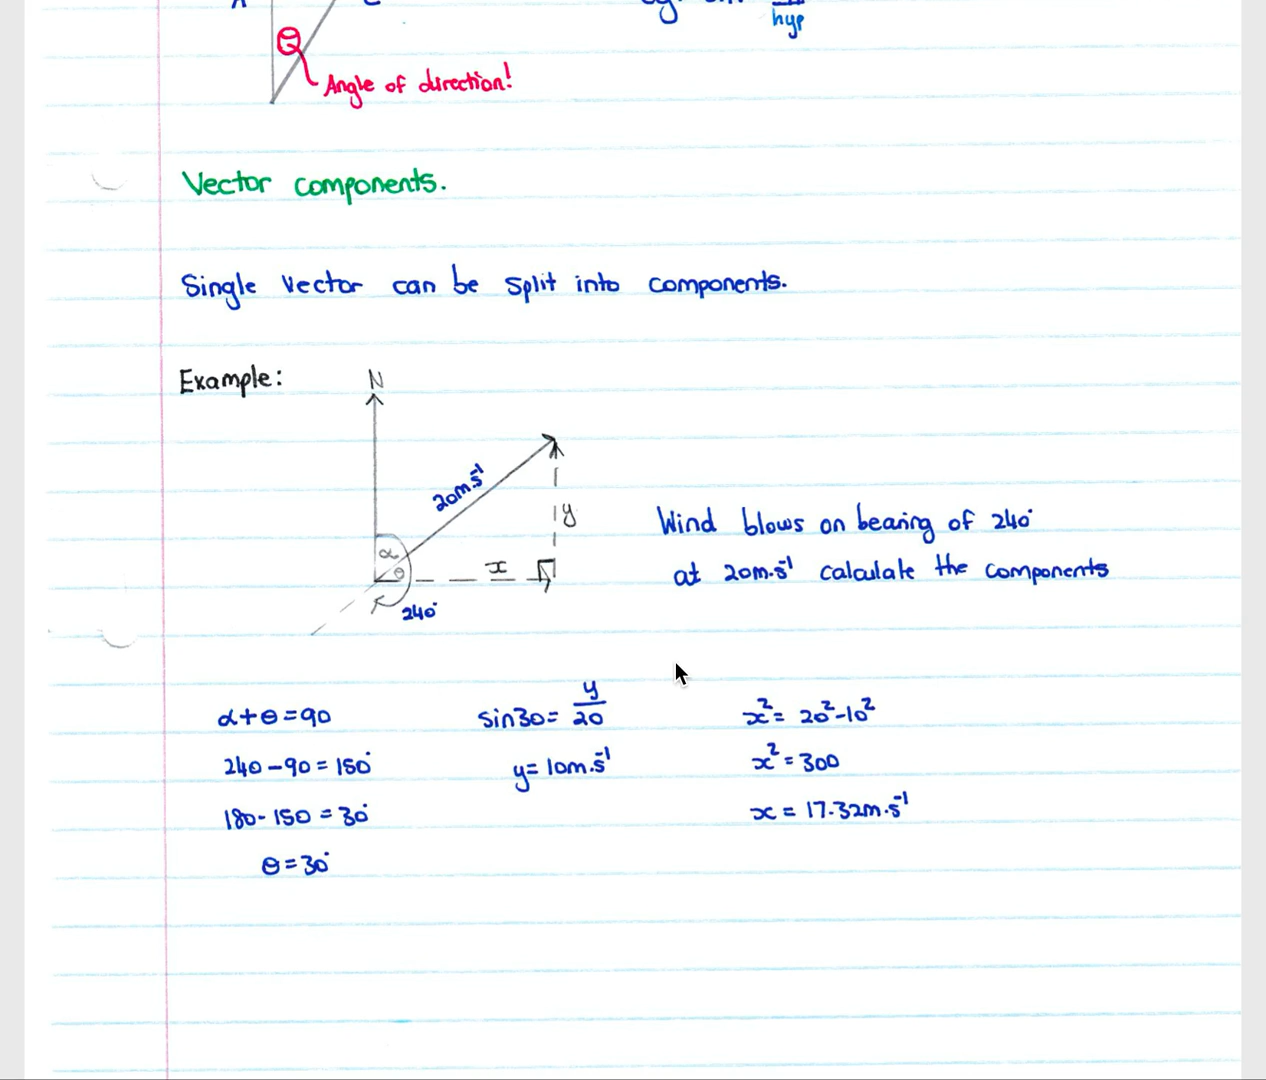 hyp
Θ
Angle of direction!
Vector components.
Single vector can be split into components.
Example:
N
20m.s⁻¹
y
α
θ
x
240°
Wind blows on bearing of 240°
at 20m.s⁻¹ calculate the components
α+θ=90
240-90=150°
180-150=30°
θ=30°
sin30= y/20
y=10m.s⁻¹
x²= 20²-10²
x²=300
x = 17.32m.s⁻¹